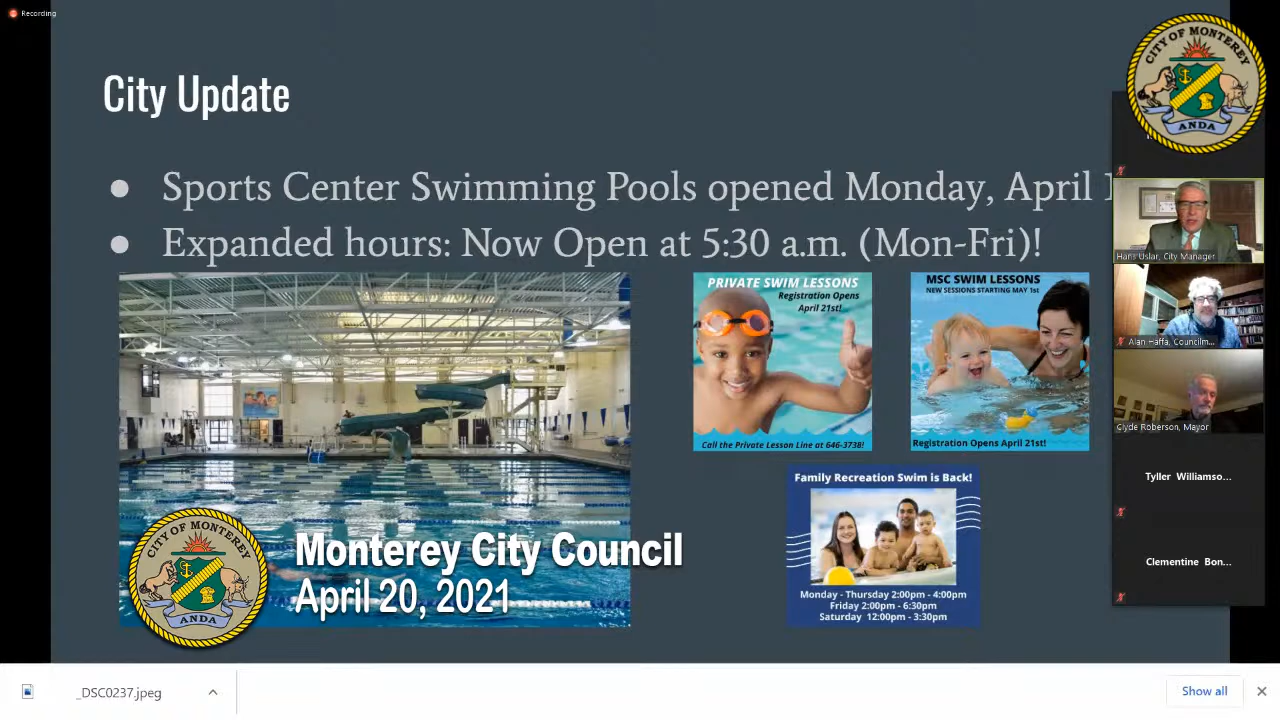 Recording
City Update
● Sports Center Swimming Pools opened Monday, April
● Expanded hours: Now Open at 5:30 a.m. (Mon-Fri)!
PRIVATE SWIM LESSONS
Registration Opens
April 21st!
Call the Private Lesson Line at 646-3738!
MSC SWIM LESSONS
NEW SESSIONS STARTING MAY 1st
Registration Opens April 21st!
Family Recreation Swim is Back!
Monday - Thursday 2:00pm - 4:00pm
Friday 2:00pm - 6:30pm
Saturday 12:00pm - 3:30pm
CITY OF MONTEREY
ANDA
Monterey City Council
April 20, 2021
CITY OF MONTEREY
ANDA
Hans Uslar, City Manager
Alan Haffa, Councilm...
Clyde Roberson, Mayor
Tyller Williamso...
Clementine Bon...
_DSC0237.jpeg
Show all